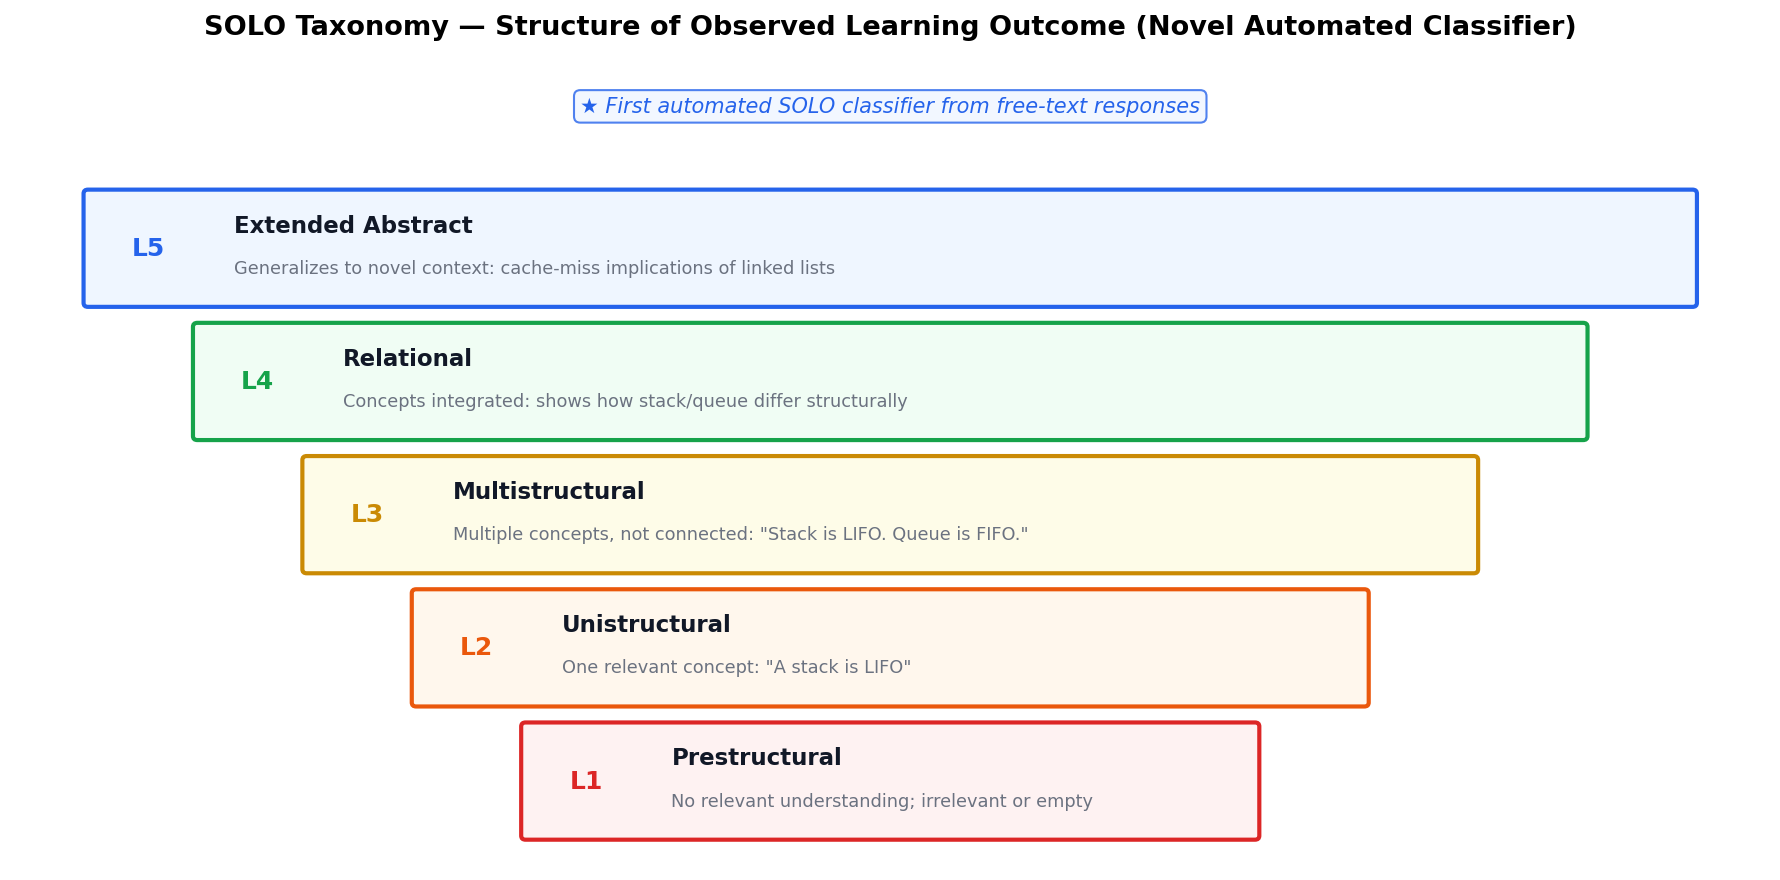 SOLO Taxonomy — Structure of Observed Learning Outcome (Novel Automated Classifier)
★ First automated SOLO classifier from free-text responses
L5
Extended Abstract
Generalizes to novel context: cache-miss implications of linked lists
L4
Relational
Concepts integrated: shows how stack/queue differ structurally
L3
Multistructural
Multiple concepts, not connected: "Stack is LIFO. Queue is FIFO."
L2
Unistructural
One relevant concept: "A stack is LIFO"
L1
Prestructural
No relevant understanding; irrelevant or empty